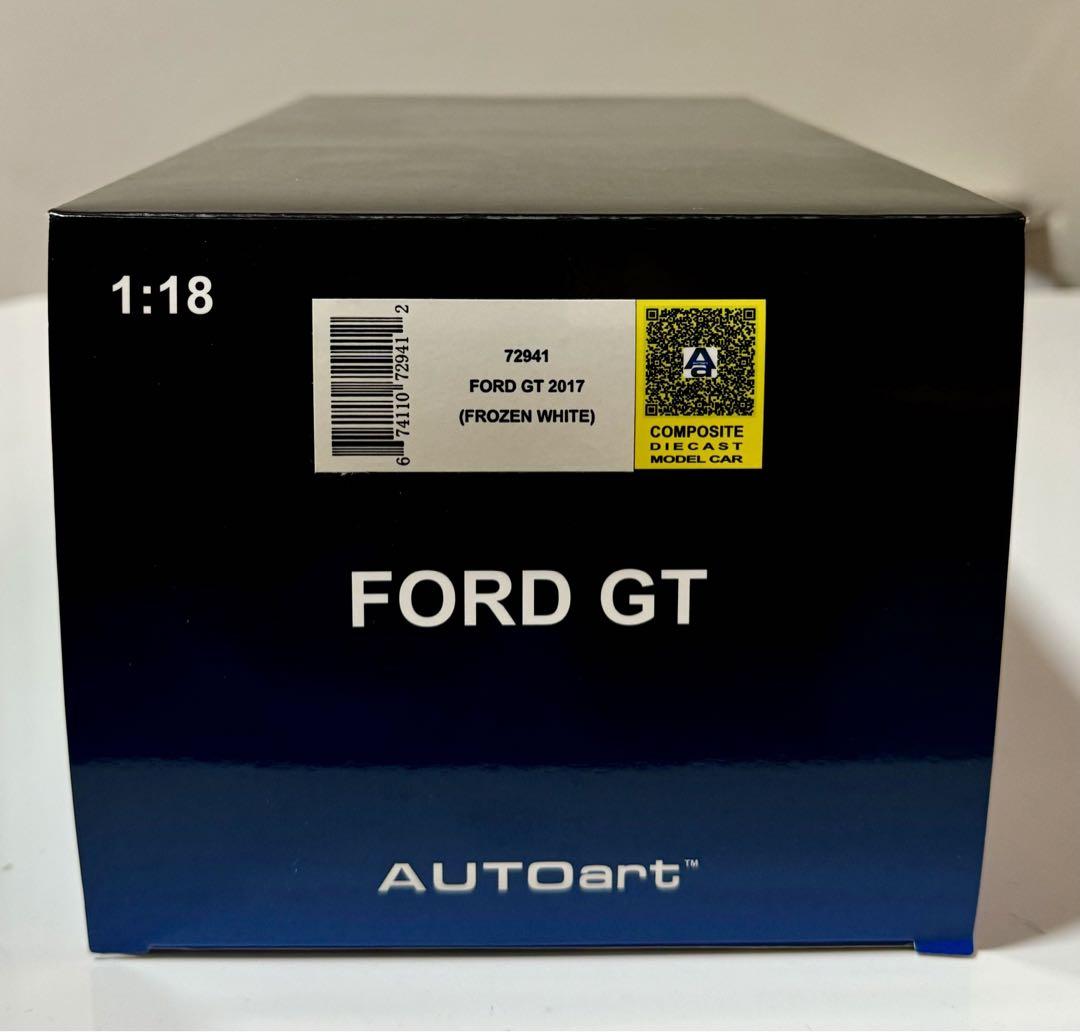 1:18
6 74110 72941 2
72941
FORD GT 2017
(FROZEN WHITE)
Aa
COMPOSITE
DIECAST
MODEL CAR
FORD GT
AUTOart™